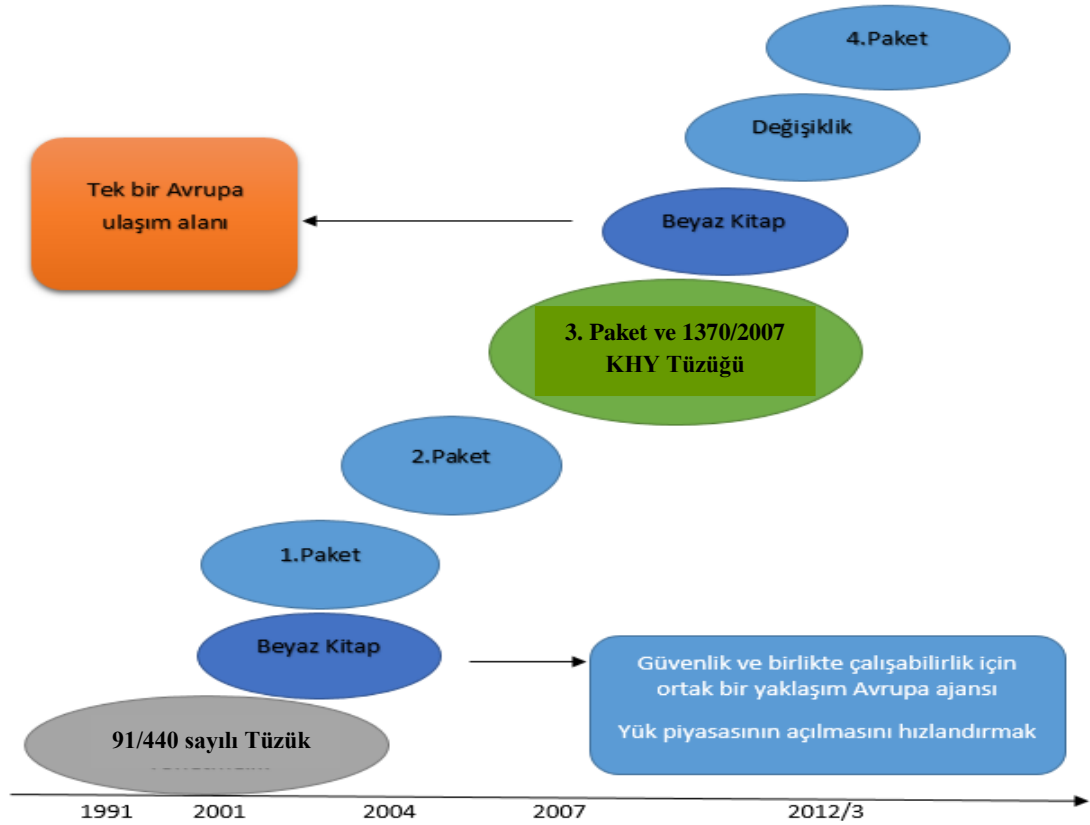 4.Paket
Değişiklik
Tek bir Avrupa
ulaşım alanı
Beyaz Kitap
3. Paket ve 1370/2007
KHY Tüzüğü
2.Paket
1.Paket
Beyaz Kitap
Güvenlik ve birlikte çalışabilirlik için
ortak bir yaklaşım Avrupa ajansı
Yük piyasasının açılmasını hızlandırmak
91/440 sayılı Tüzük
1991 2001 2004 2007 2012/3